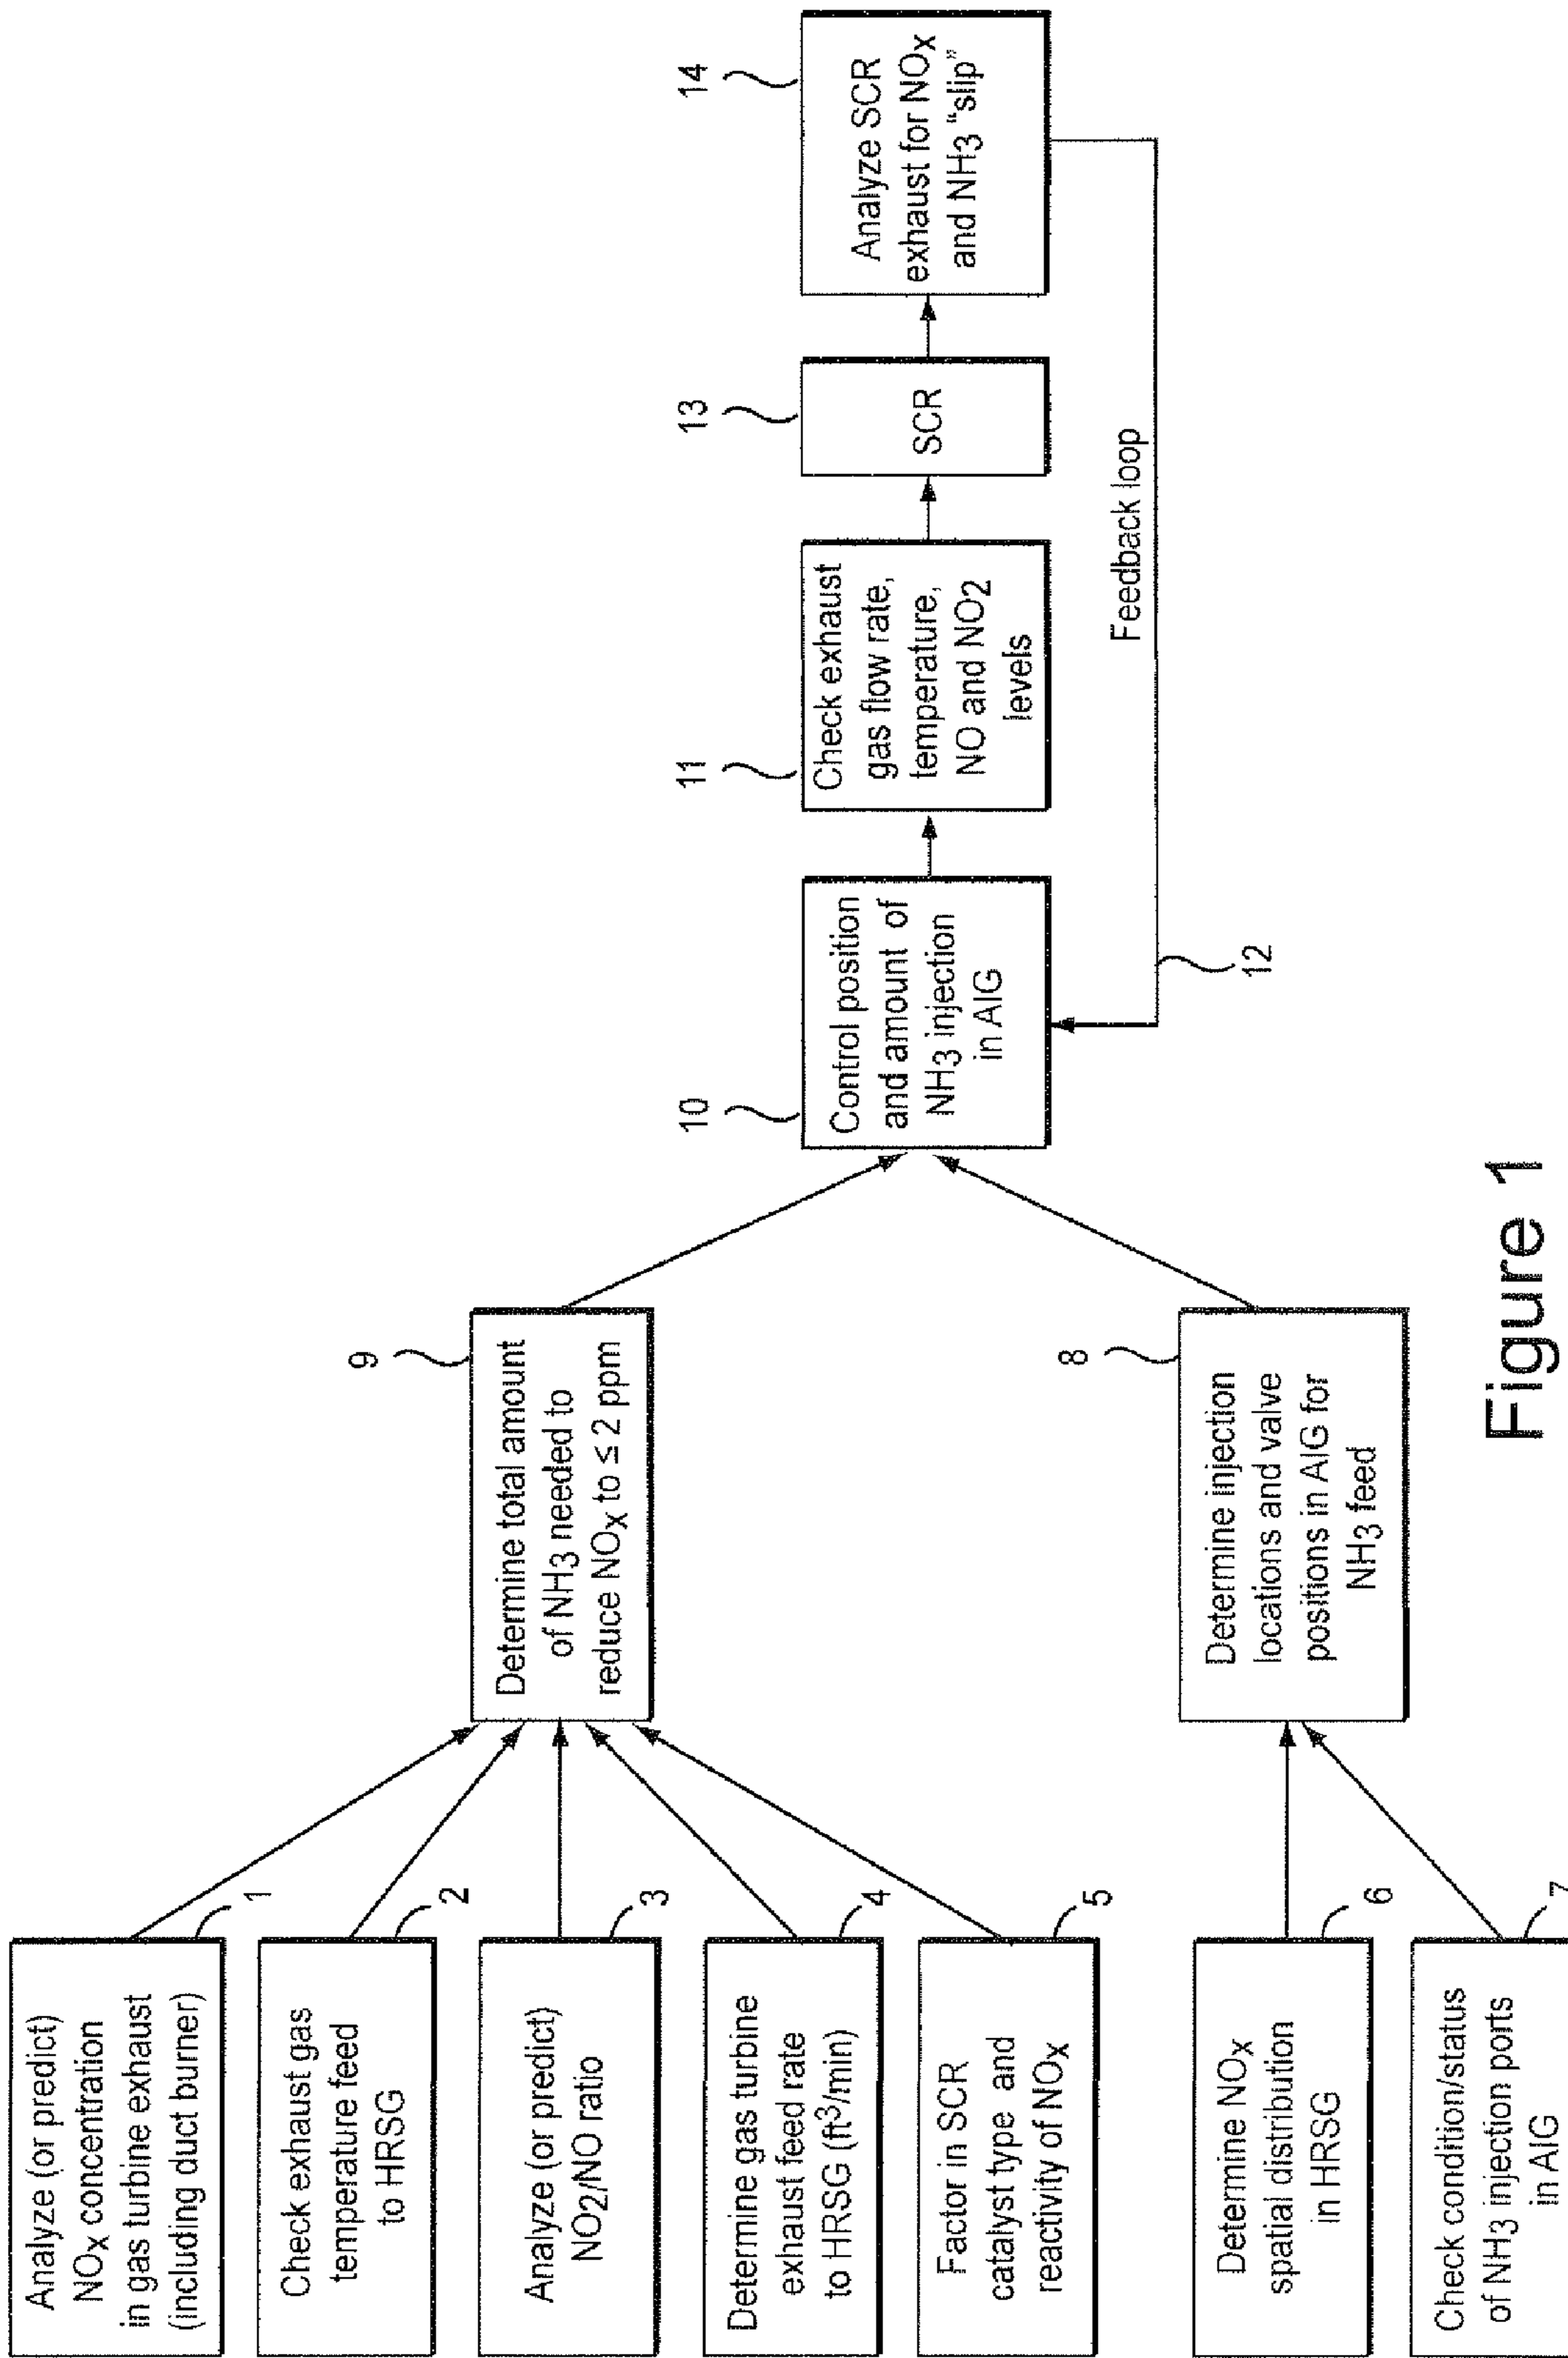 Analyze (or predict)
NOx concentration
in gas turbine exhaust
(including duct burner)
1
Check exhaust gas
temperature feed
to HRSG
2
Analyze (or predict)
NO2/NO ratio
3
Determine gas turbine
exhaust feed rate
to HRSG (ft³/min)
4
Factor in SCR
catalyst type and
reactivity of NOx
5
Determine NOx
spatial distribution
in HRSG
6
Check condition/status
of NH3 injection ports
in AIG
7
9
Determine total amount
of NH3 needed to
reduce NOx to ≤ 2 ppm
8
Determine injection
locations and valve
positions in AIG for
NH3 feed
10
Control position
and amount of
NH3 injection
in AIG
11
Check exhaust
gas flow rate,
temperature,
NO and NO2
levels
13
SCR
14
Analyze SCR
exhaust for NOx
and NH3 “slip”
Feedback loop
12
Figure 1